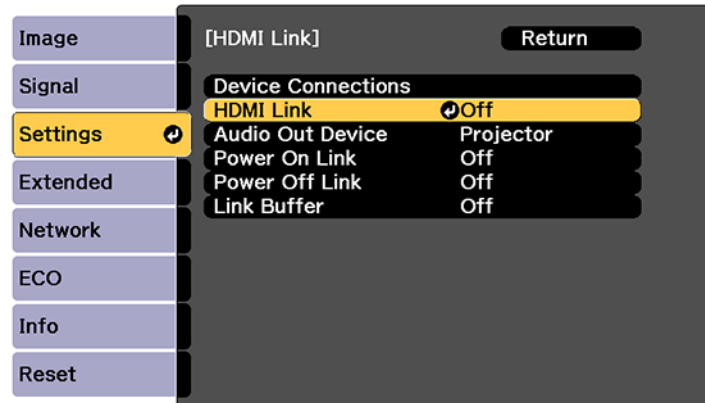 Image
Signal
Settings
Extended
Network
ECO
Info
Reset
[HDMI Link] Return
Device Connections
HDMI Link Off
Audio Out Device Projector
Power On Link Off
Power Off Link Off
Link Buffer Off